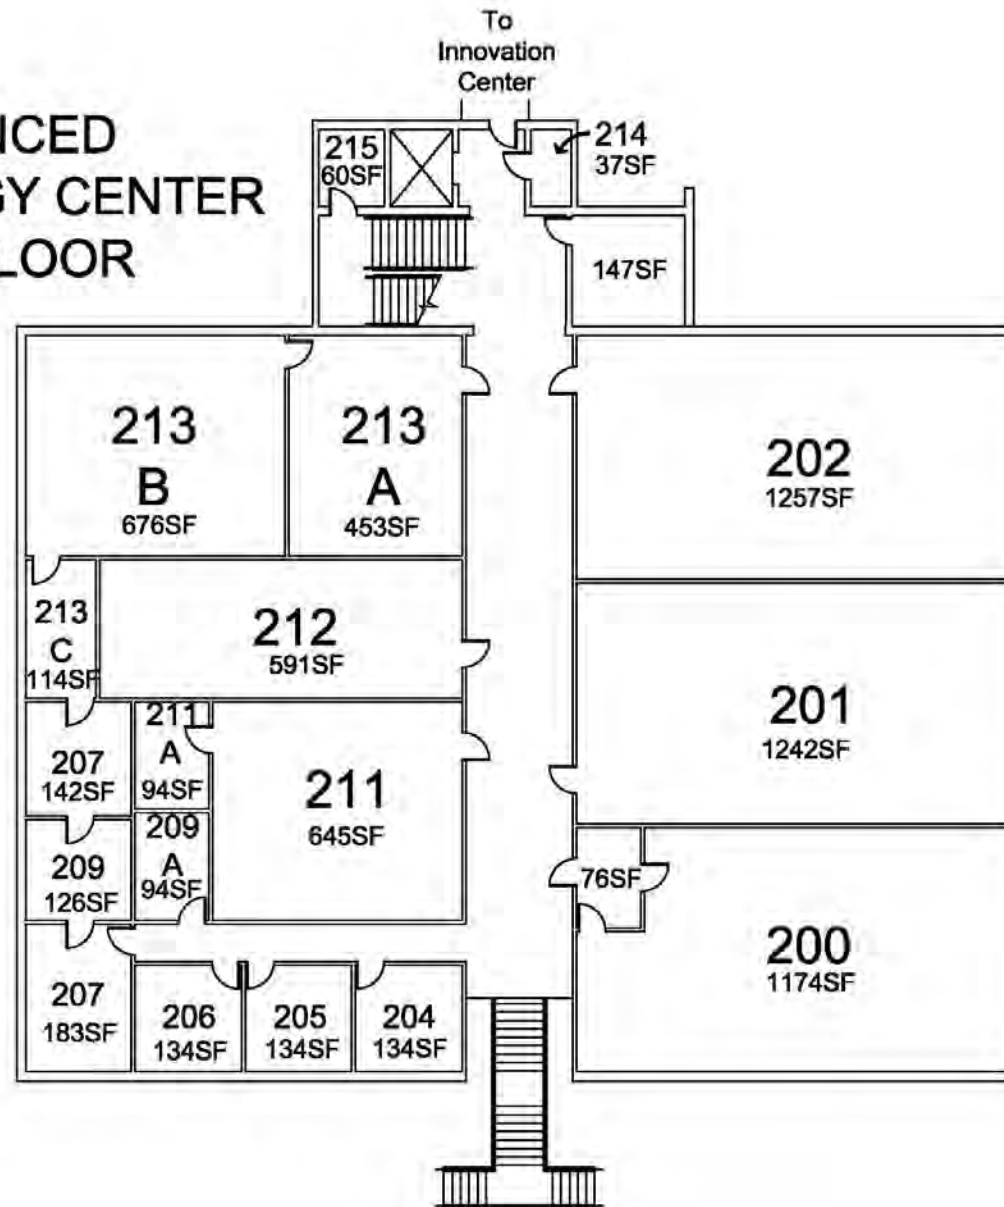 To
Innovation
Center
NCED
GY CENTER
LOOR
215
60SF
214
37SF
147SF
213
B
676SF
213
A
453SF
202
1257SF
213
C
114SF
212
591SF
201
1242SF
207
142SF
211
A
94SF
211
645SF
209
126SF
209
A
94SF
76SF
200
1174SF
207
183SF
206
134SF
205
134SF
204
134SF